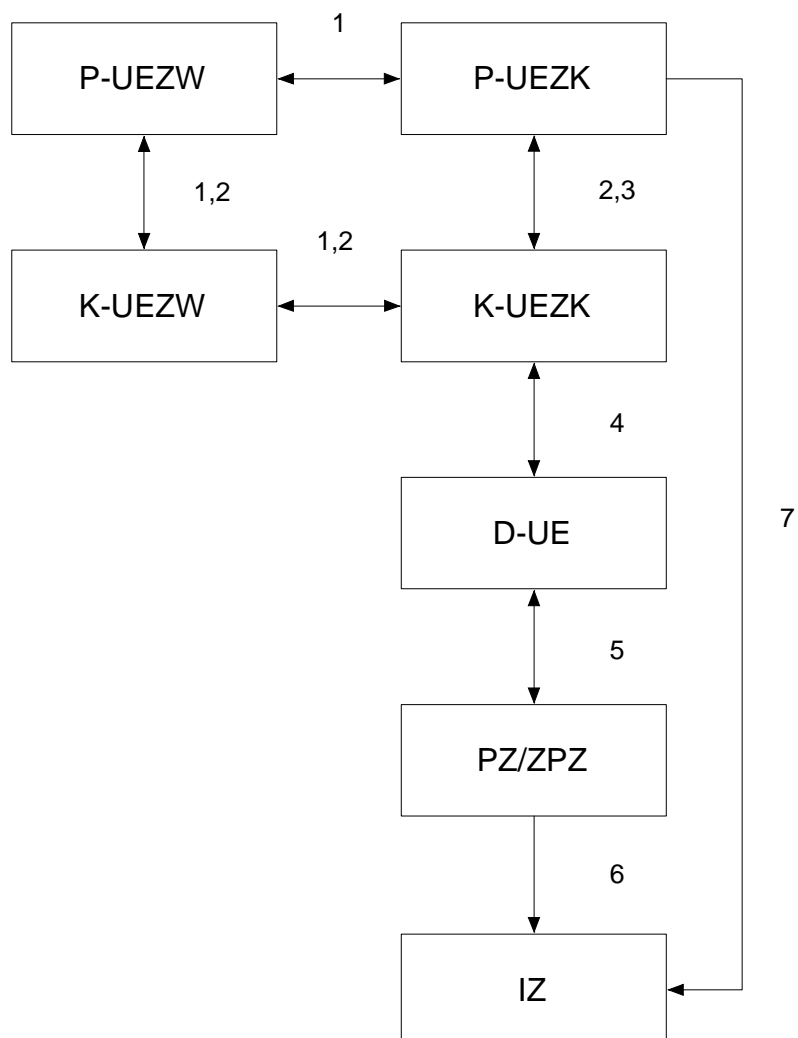 1
P-UEZW
P-UEZK
1,2
2,3
1,2
K-UEZW
K-UEZK
4
D-UE
7
5
PZ/ZPZ
6
IZ